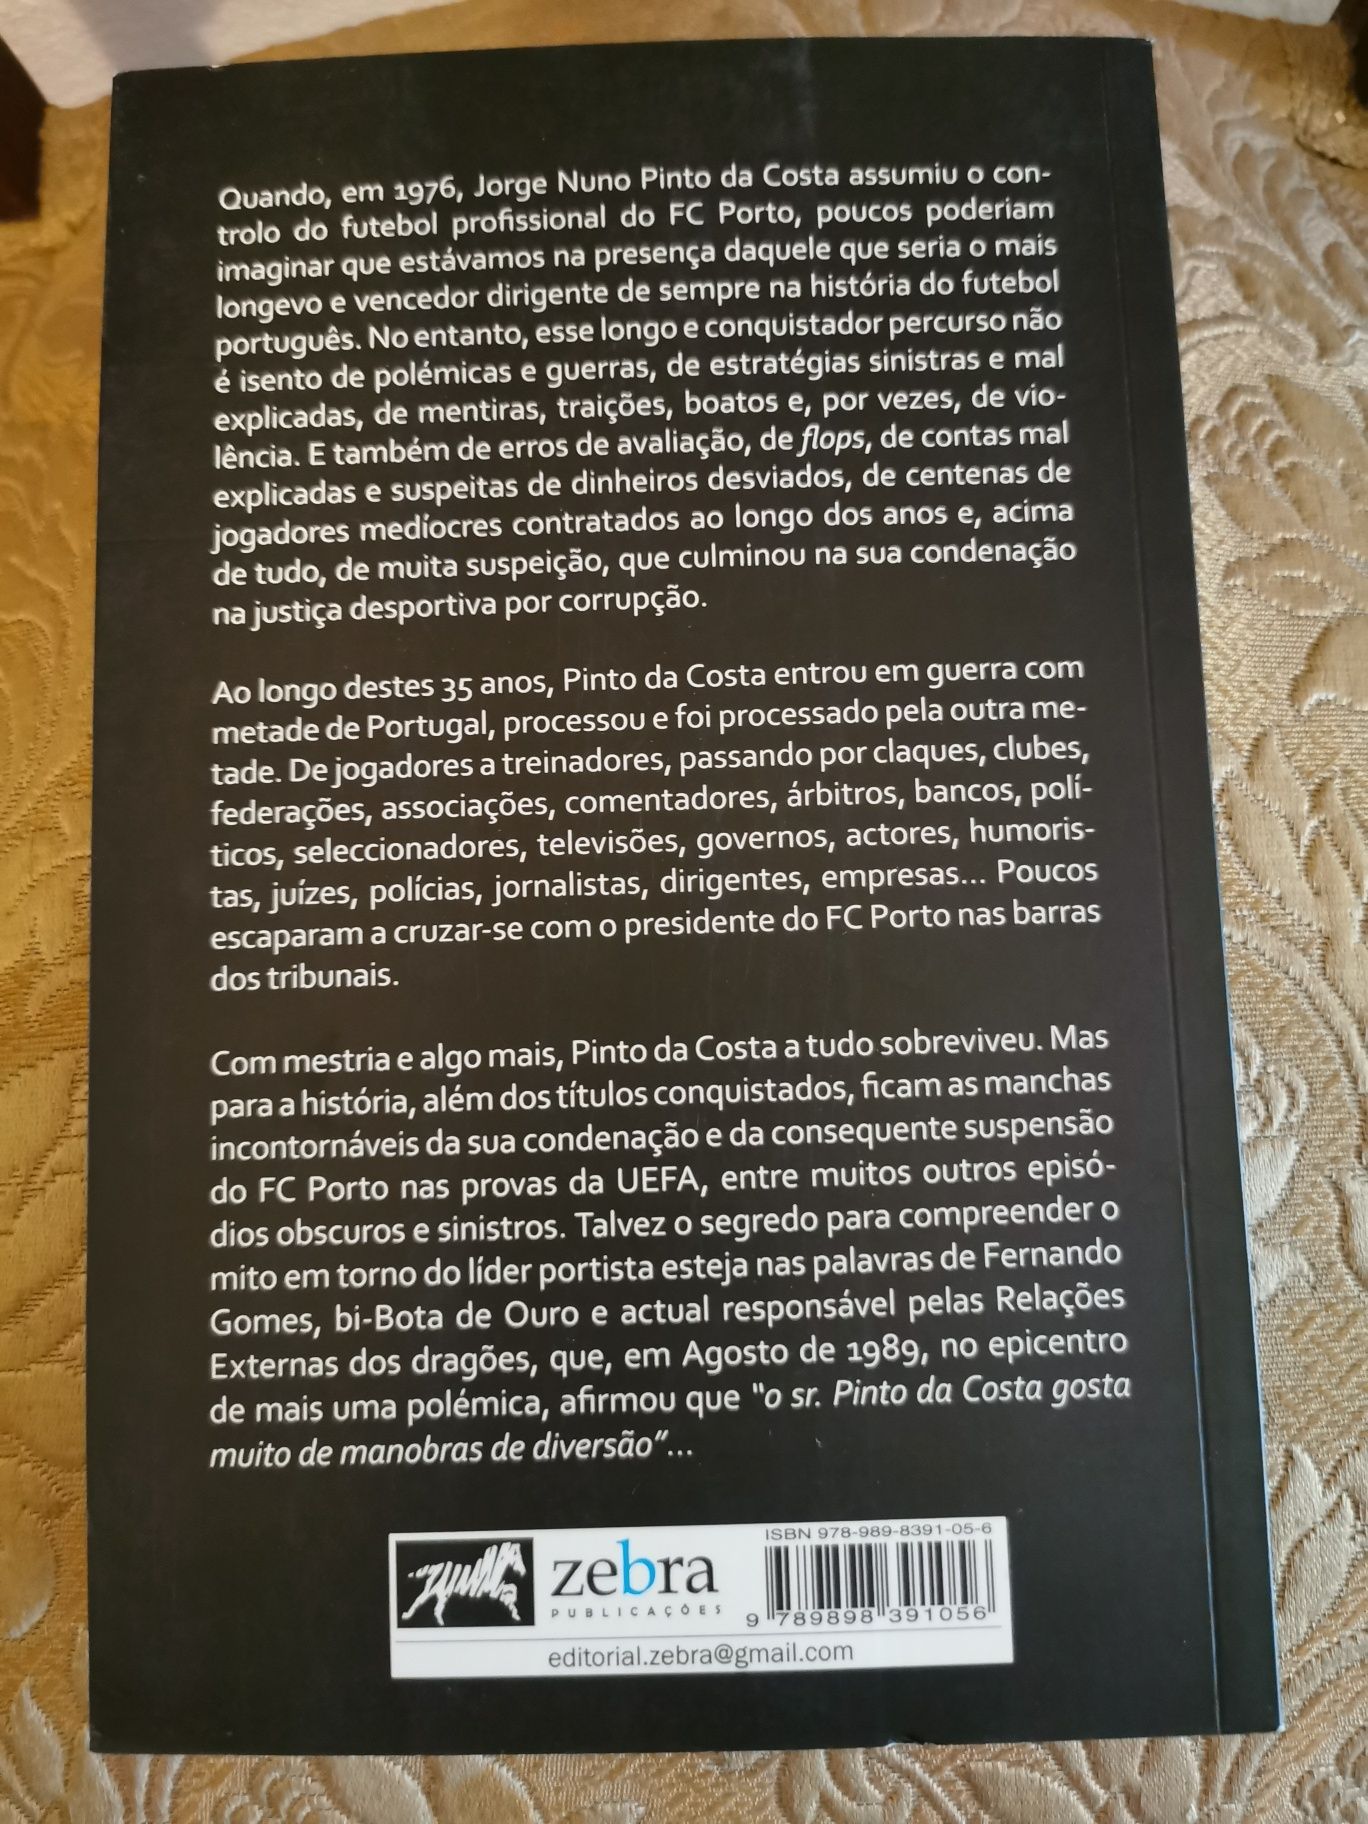 Quando, em 1976, Jorge Nuno Pinto da Costa assumiu o con-
trolo do futebol profissional do FC Porto, poucos poderiam
imaginar que estávamos na presença daquele que seria o mais
longevo e vencedor dirigente de sempre na história do futebol
português. No entanto, esse longo e conquistador percurso não
é isento de polémicas e guerras, de estratégias sinistras e mal
explicadas, de mentiras, traições, boatos e, por vezes, de vio-
lência. E também de erros de avaliação, de flops, de contas mal
explicadas e suspeitas de dinheiros desviados, de centenas de
jogadores medíocres contratados ao longo dos anos e, acima
de tudo, de muita suspeição, que culminou na sua condenação
na justiça desportiva por corrupção.
Ao longo destes 35 anos, Pinto da Costa entrou em guerra com
metade de Portugal, processou e foi processado pela outra me-
tade. De jogadores a treinadores, passando por claques, clubes,
federações, associações, comentadores, árbitros, bancos, polí-
ticos, seleccionadores, televisões, governos, actores, humoris-
tas, juízes, polícias, jornalistas, dirigentes, empresas... Poucos
escaparam a cruzar-se com o presidente do FC Porto nas barras
dos tribunais.
Com mestria e algo mais, Pinto da Costa a tudo sobreviveu. Mas
para a história, além dos títulos conquistados, ficam as manchas
incontornáveis da sua condenação e da consequente suspensão
do FC Porto nas provas da UEFA, entre muitos outros episó-
dios obscuros e sinistros. Talvez o segredo para compreender o
mito em torno do líder portista esteja nas palavras de Fernando
Gomes, bi-Bota de Ouro e actual responsável pelas Relações
Externas dos dragões, que, em Agosto de 1989, no epicentro
de mais uma polémica, afirmou que "o sr. Pinto da Costa gosta
muito de manobras de diversão"...
zebra
PUBLICAÇÕES
ISBN 978-989-8391-05-6
9 789898 391056
editorial.zebra@gmail.com